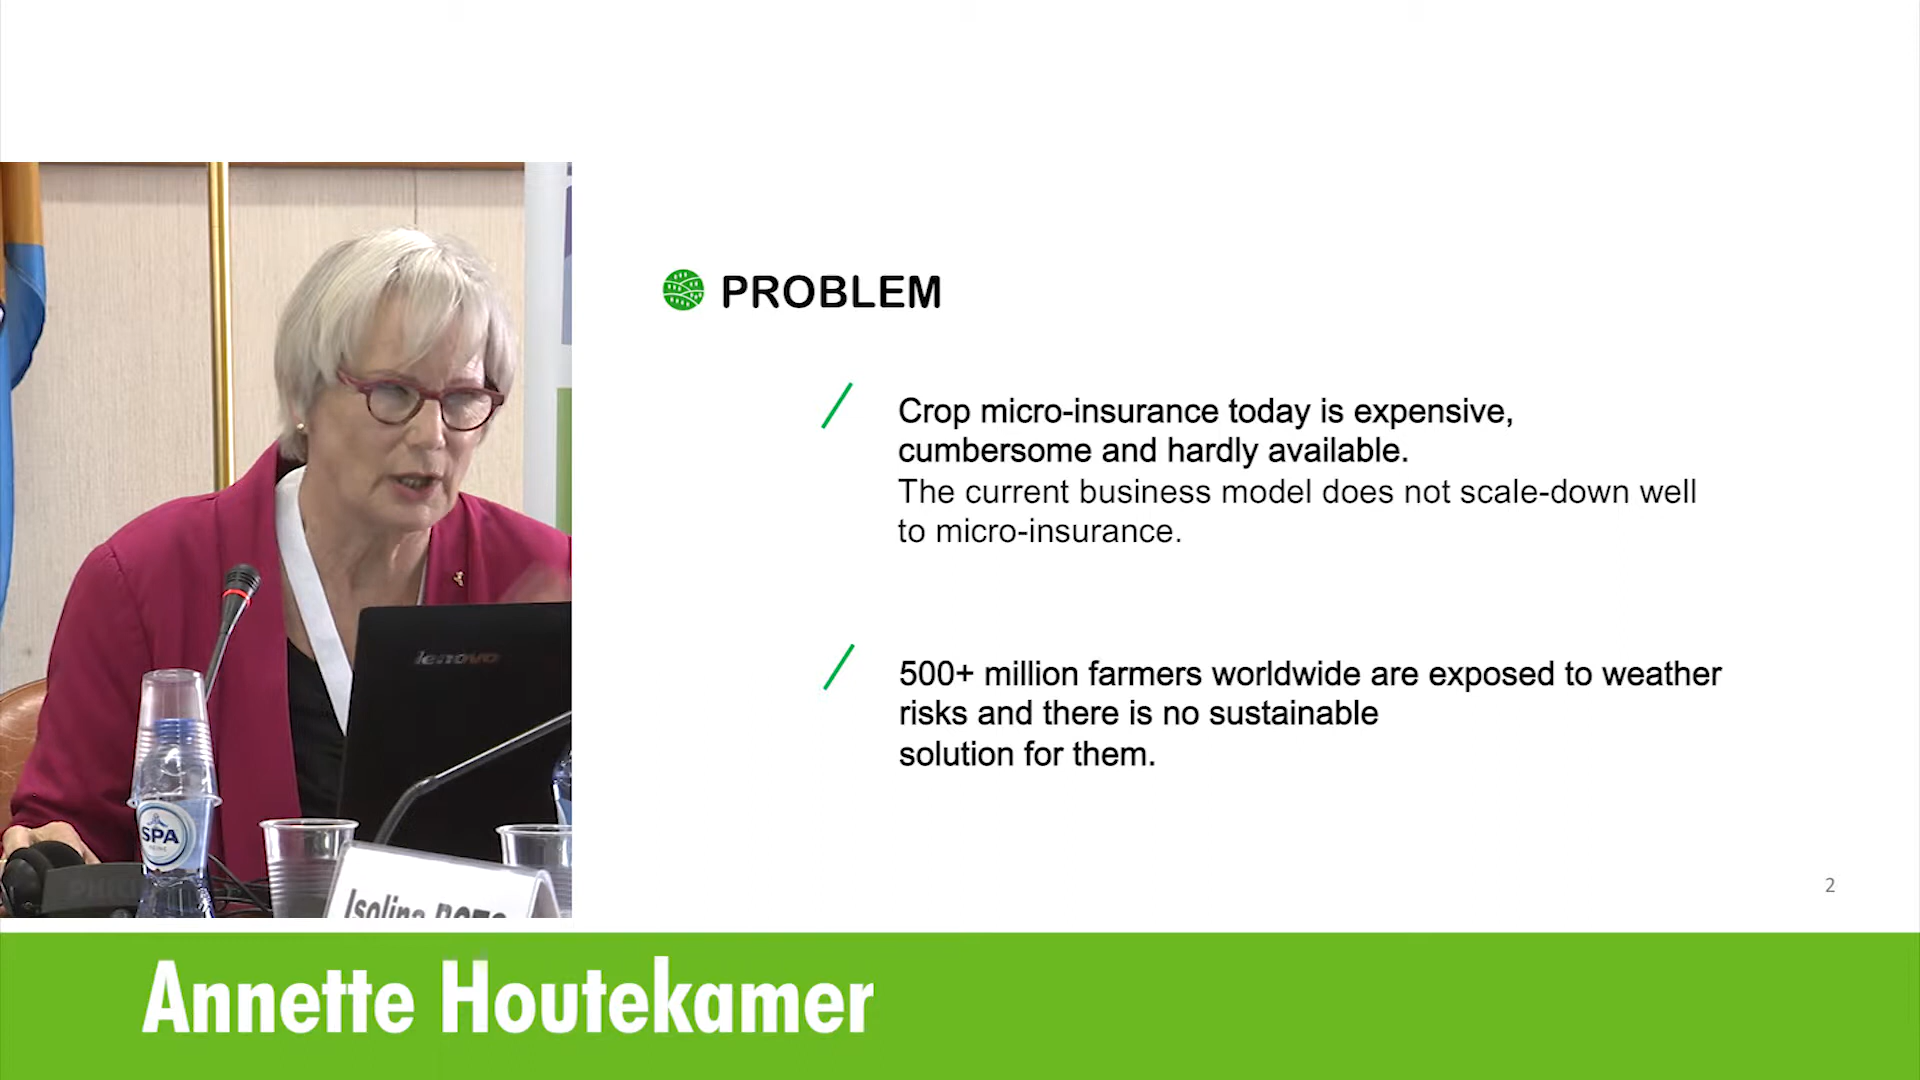 PROBLEM
Crop micro-insurance today is expensive,
cumbersome and hardly available.
The current business model does not scale-down well
to micro-insurance.
500+ million farmers worldwide are exposed to weather
risks and there is no sustainable
solution for them.
2
lenovo
SPA
Isolina
Annette Houtekamer